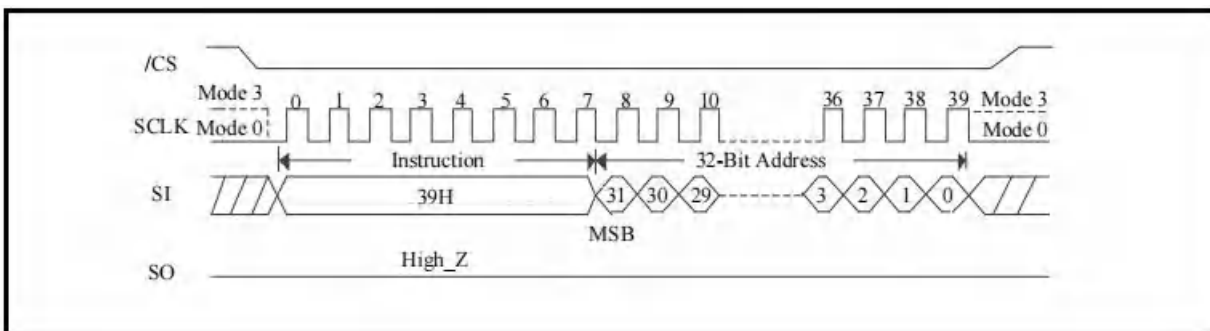 /CS
Mode 3 0 1 2 3 4 5 6 7 8 9 10 36 37 38 39 Mode 3
SCLK
Mode 0 Mode 0
Instruction 32-Bit Address
SI 39H 31 30 29 3 2 1 0
MSB
High_Z
SO